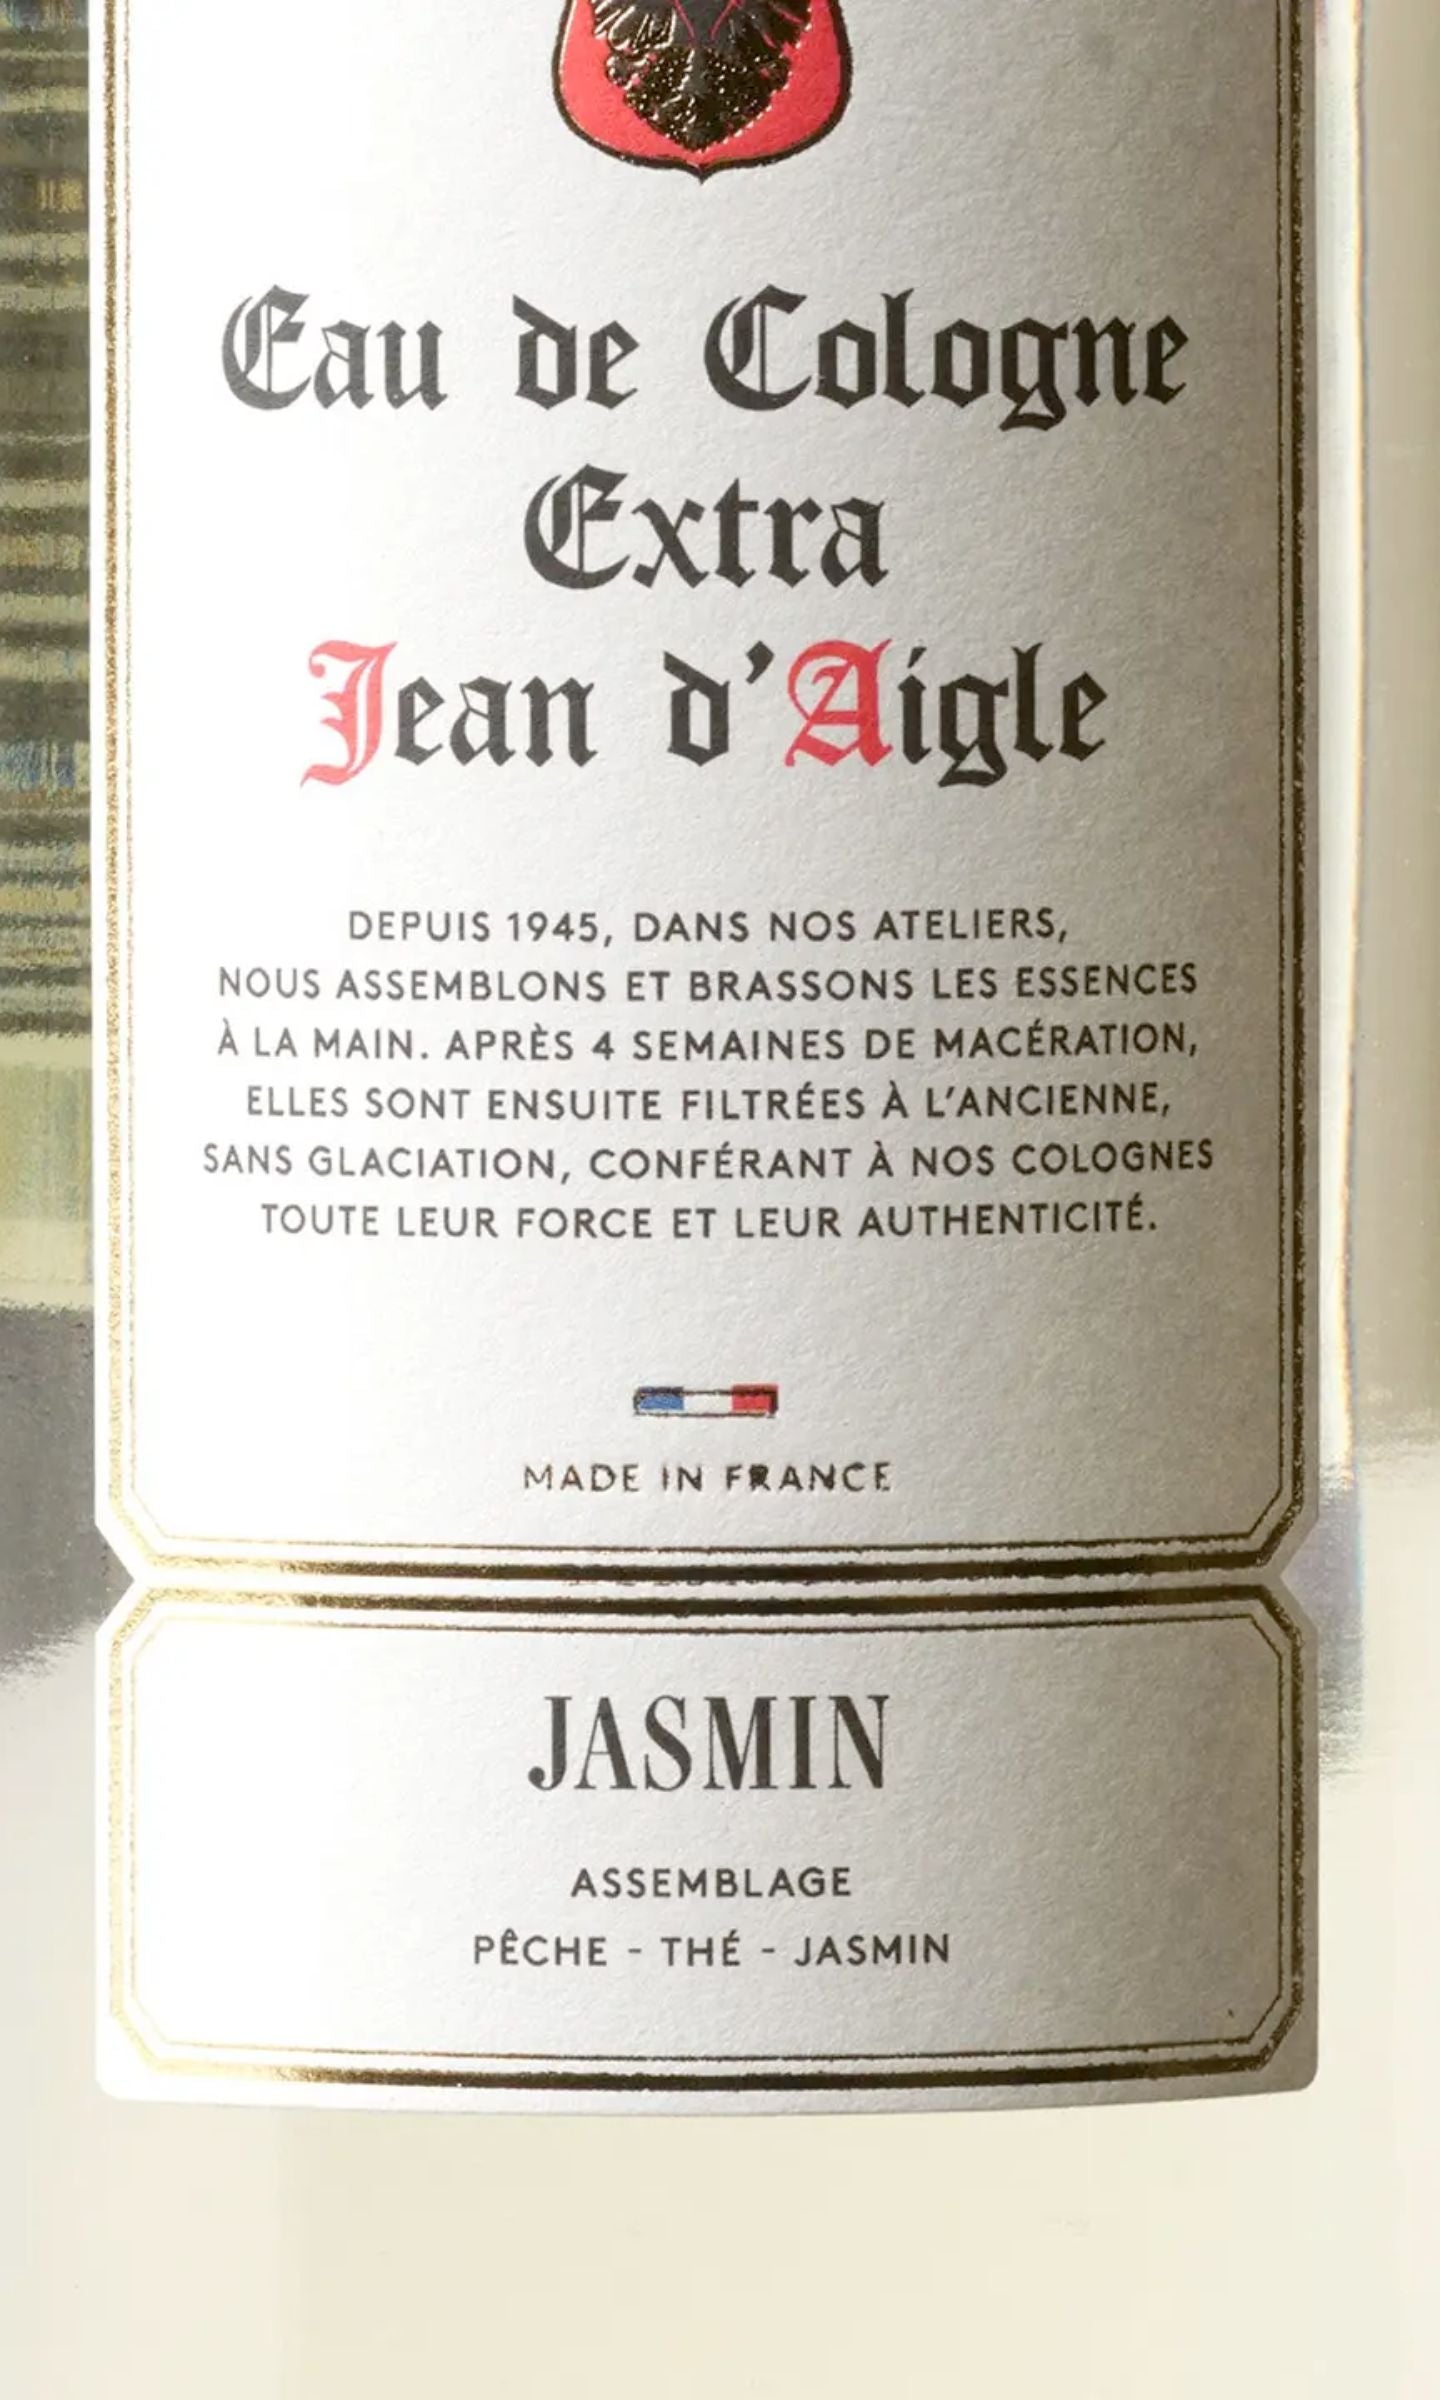 Eau de Cologne
Extra
Jean d'Aigle
DEPUIS 1945, DANS NOS ATELIERS,
NOUS ASSEMBLONS ET BRASSONS LES ESSENCES
À LA MAIN. APRÈS 4 SEMAINES DE MACÉRATION,
ELLES SONT ENSUITE FILTRÉES À L'ANCIENNE,
SANS GLACIATION, CONFÉRANT À NOS COLOGNES
TOUTE LEUR FORCE ET LEUR AUTHENTICITÉ.
MADE IN FRANCE
JASMIN
ASSEMBLAGE
PÊCHE - THÉ - JASMIN